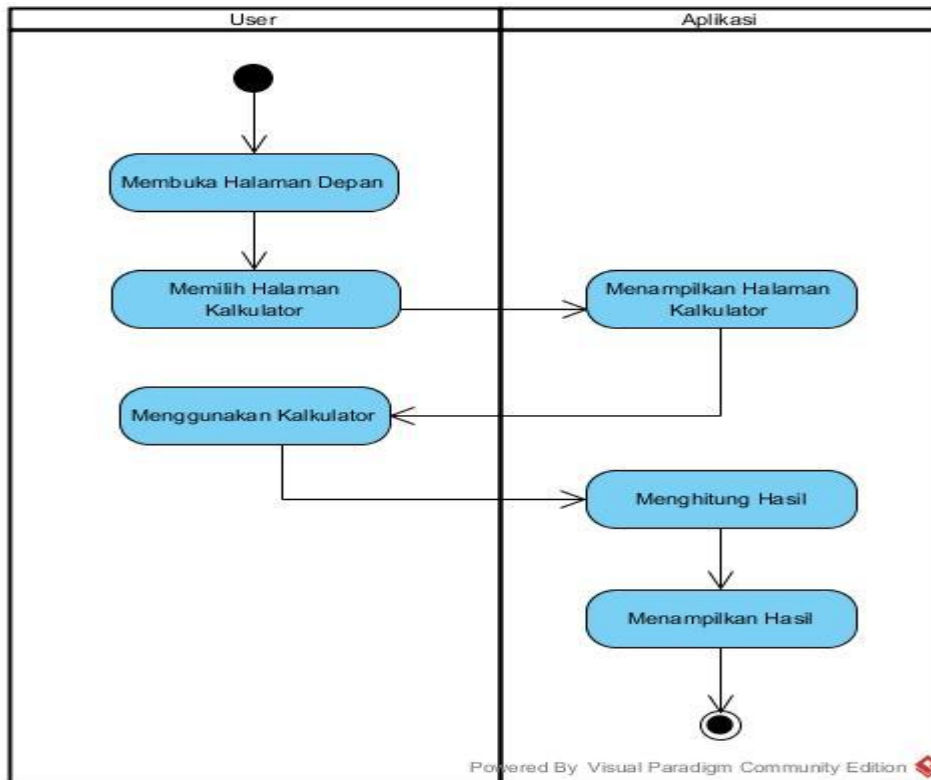 User
Aplikasi
Membuka Halaman Depan
Memilih Halaman
Kalkulator
Menampilkan Halaman
Kalkulator
Menggunakan Kalkulator
Menghitung Hasil
Menampilkan Hasil
Powered By Visual Paradigm Community Edition